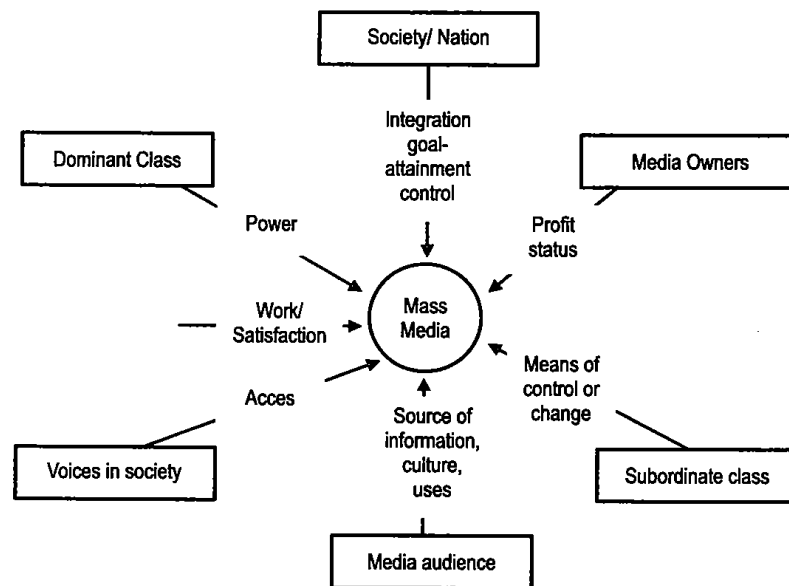 Society/ Nation
Integration
goal-
attainment
control
Dominant Class
Media Owners
Power
Profit
status
Mass
Media
Work/
Satisfaction
Means of
control or
change
Acces
Source of
information,
culture,
uses
Voices in society
Subordinate class
Media audience